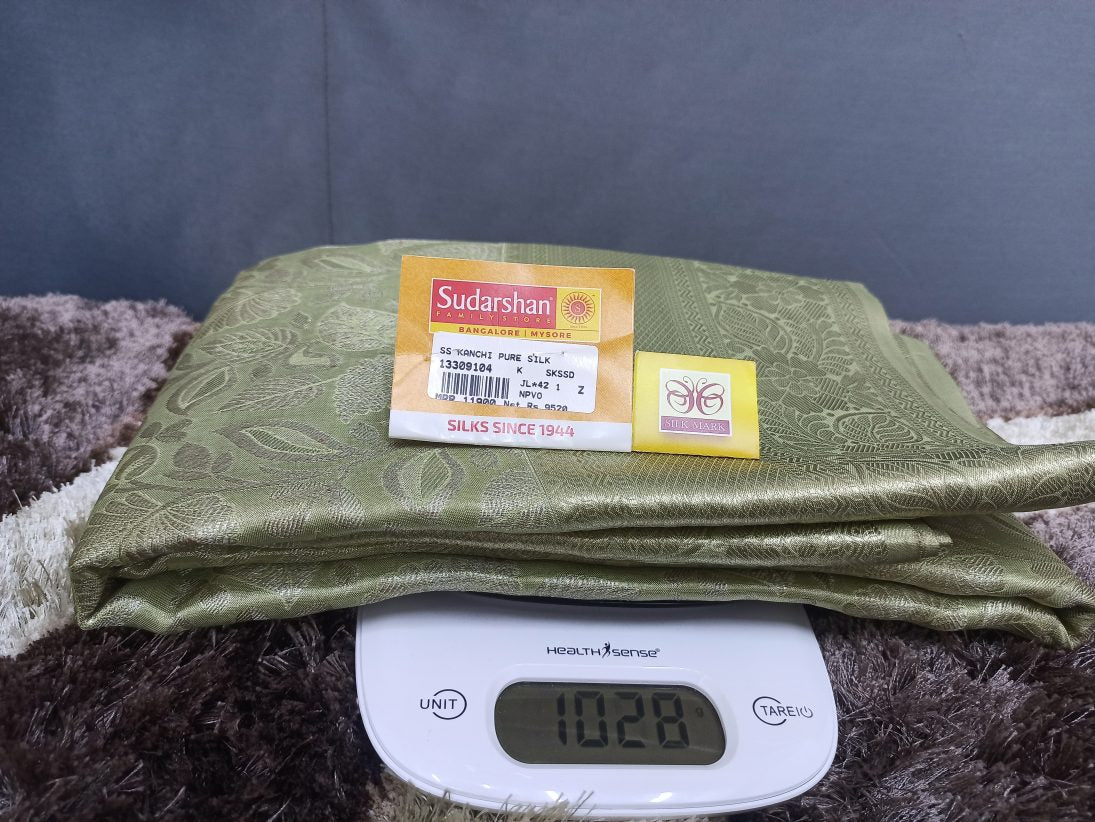 Sudarshan
FAMILY STORE
BANGALORE | MYSORE
SS KANCHI PURE SILK
13309104 K SKSSD
JL*42 1 Z
NPVO
MRP 11900 Net Rs 9520
SILKS SINCE 1944
SILK MARK
HEALTH SENSE
UNIT
1028 g
TARE